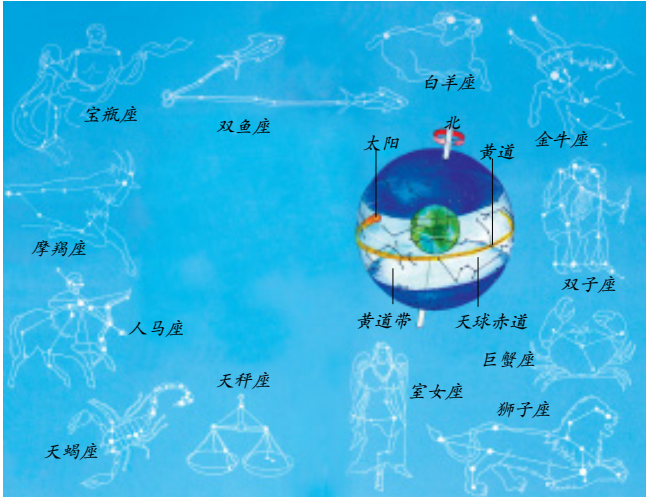 白羊座
宝瓶座
双鱼座
北
金牛座
太阳
黄道
摩羯座
双子座
黄道带
天球赤道
人马座
巨蟹座
天秤座
室女座
狮子座
天蝎座